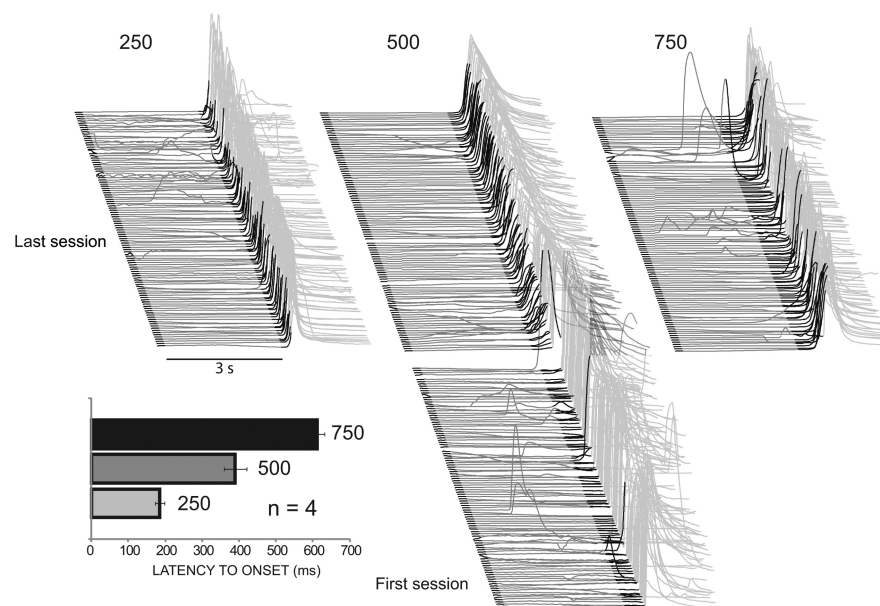 250
500
750
Last session
3 s
750
500
250
n = 4
0 100 200 300 400 500 600 700
LATENCY TO ONSET (ms)
First session